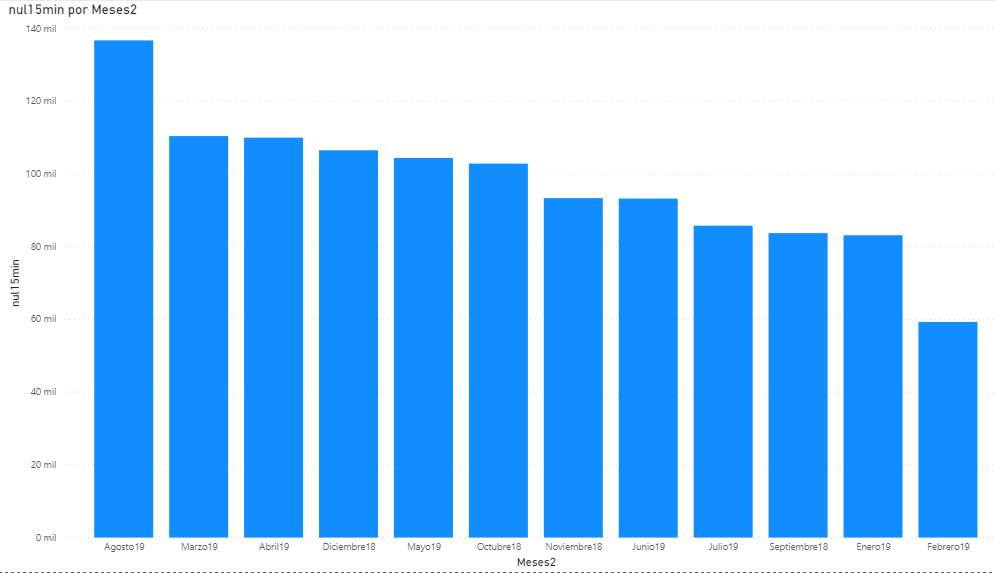 nul15min por Meses2
140 mil
120 mil
100 mil
80 mil
60 mil
40 mil
20 mil
0 mil
nul15min
Agosto19 Marzo19 Abril19 Diciembre18 Mayo19 Octubre18 Noviembre18 Junio19 Julio19 Septiembre18 Enero19 Febrero19
Meses2